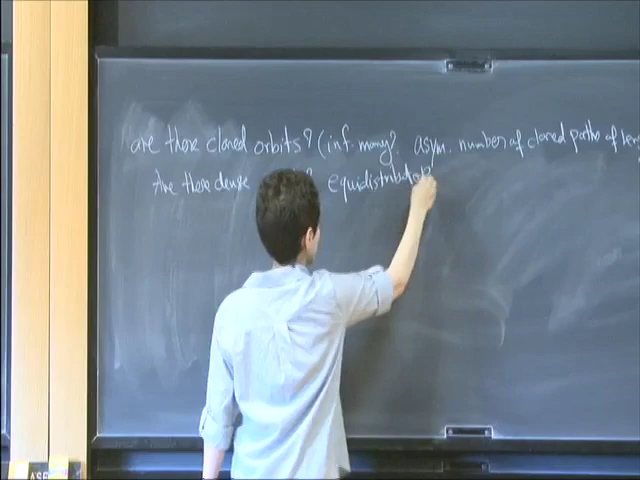 are there closed orbits? (inf. many? asym. number of closed paths of len
Are there dense ? equidistributed